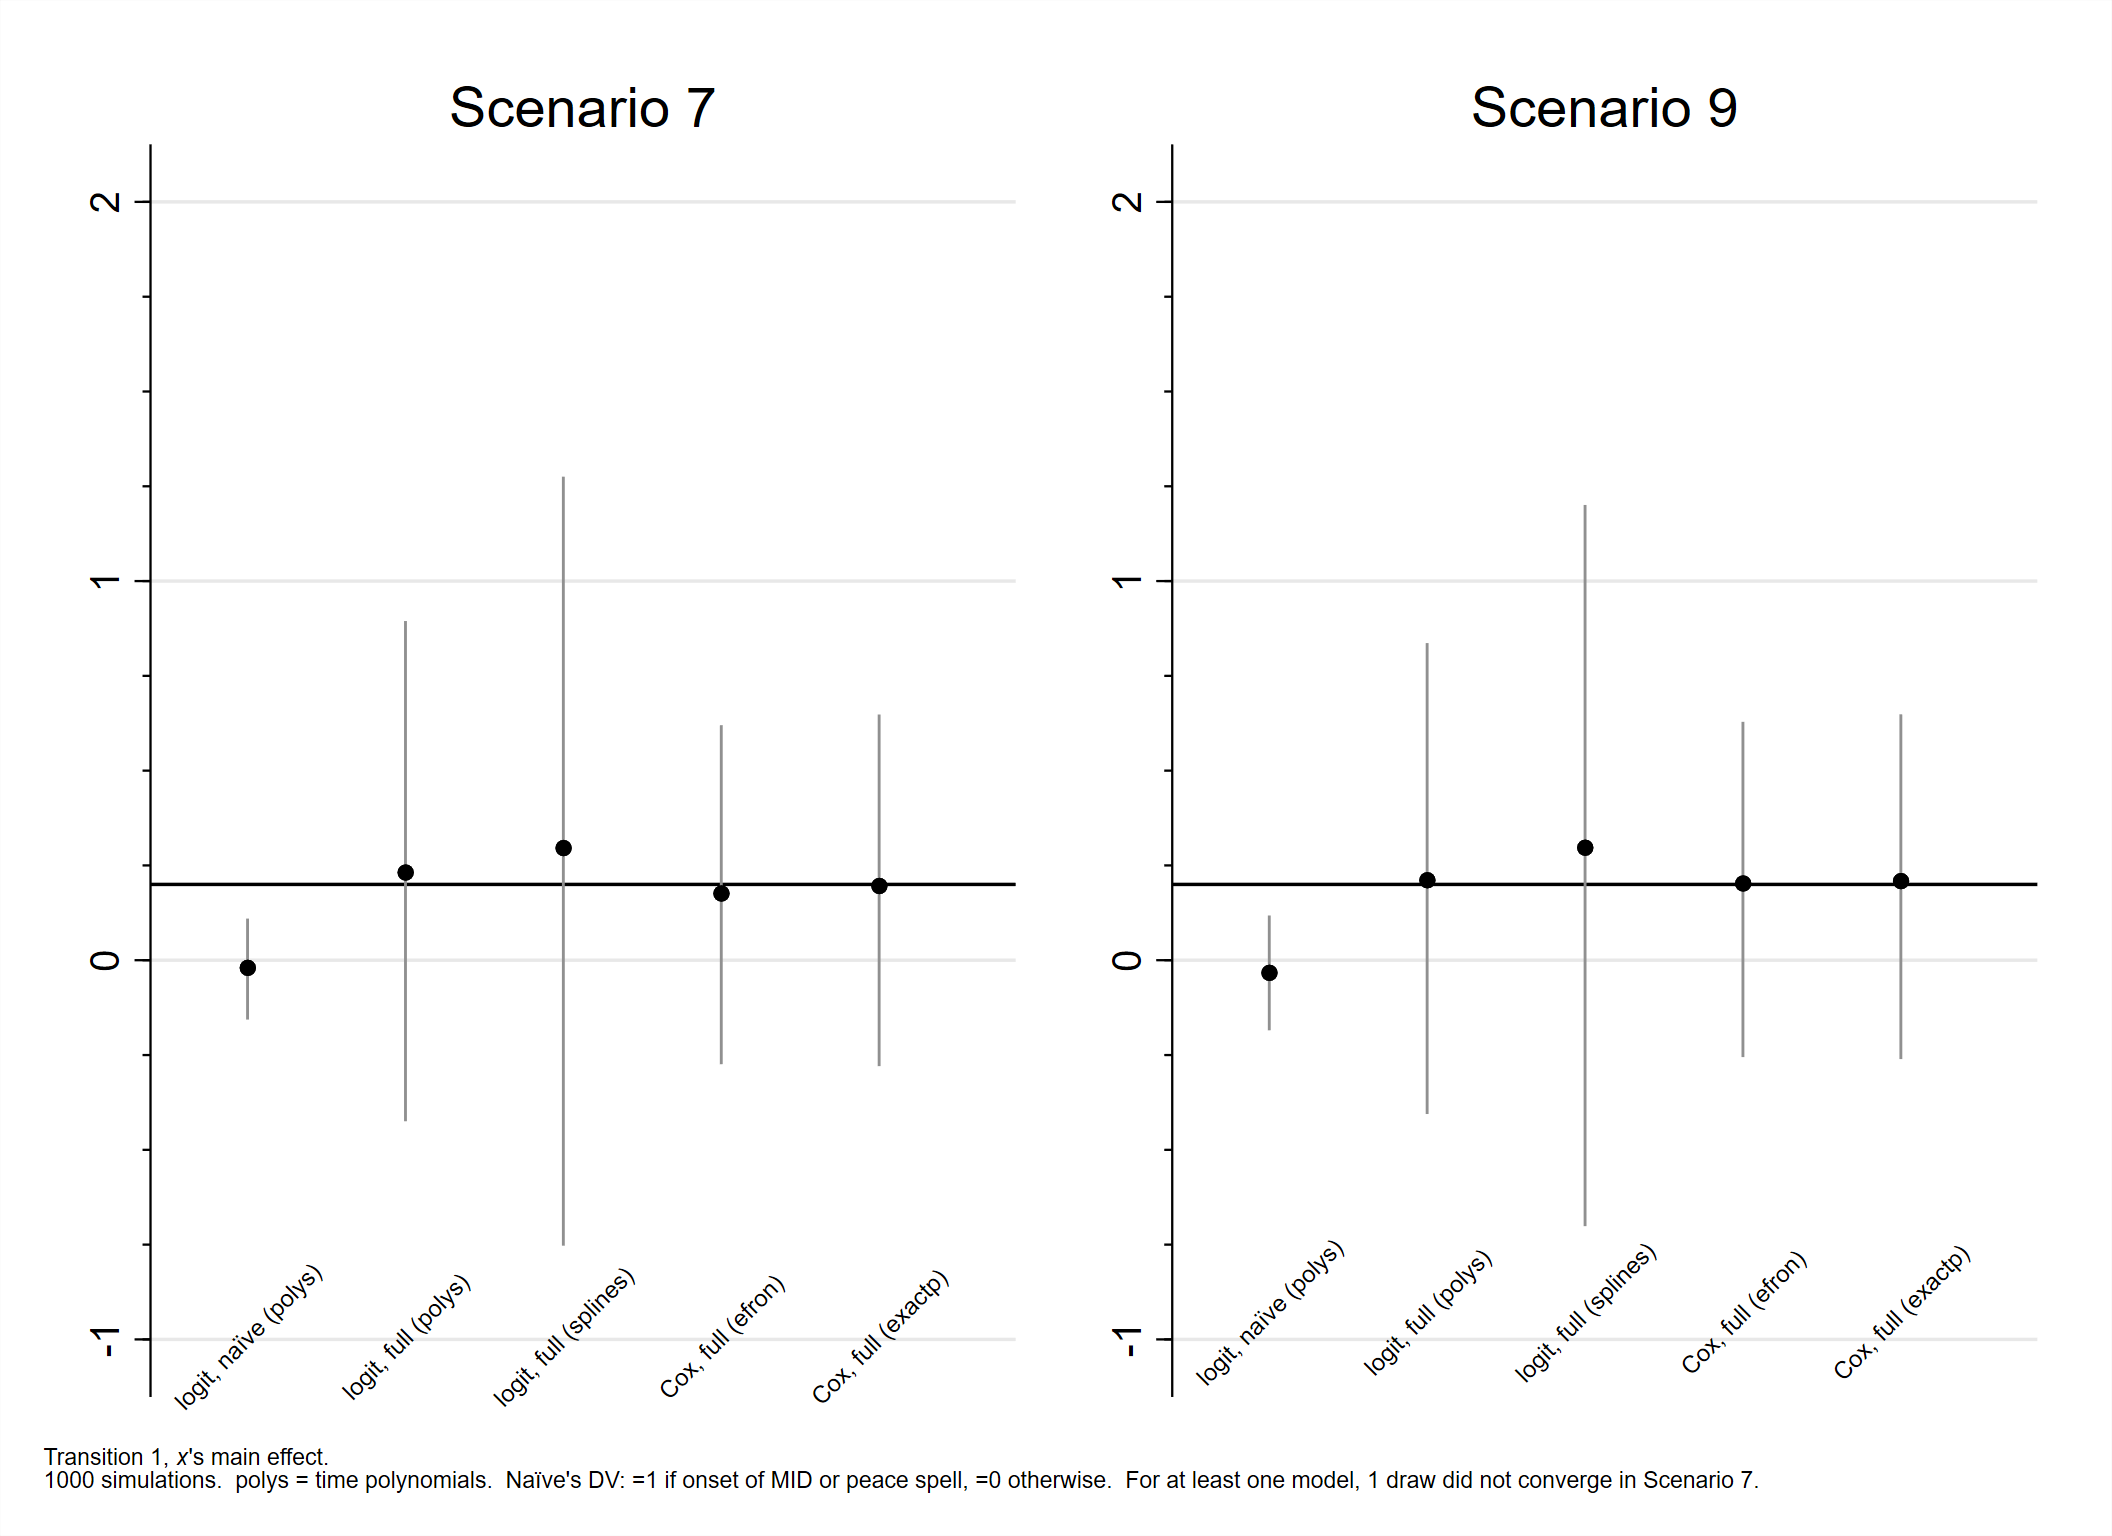 Scenario 7
2
1
0
-1
logit, naïve (polys)
logit, full (polys)
logit, full (splines)
Cox, full (efron)
Cox, full (exactp)
Scenario 9
2
1
0
-1
logit, naïve (polys)
logit, full (polys)
logit, full (splines)
Cox, full (efron)
Cox, full (exactp)
Transition 1, x's main effect.
1000 simulations.  polys = time polynomials.  Naïve's DV: =1 if onset of MID or peace spell, =0 otherwise.  For at least one model, 1 draw did not converge in Scenario 7.